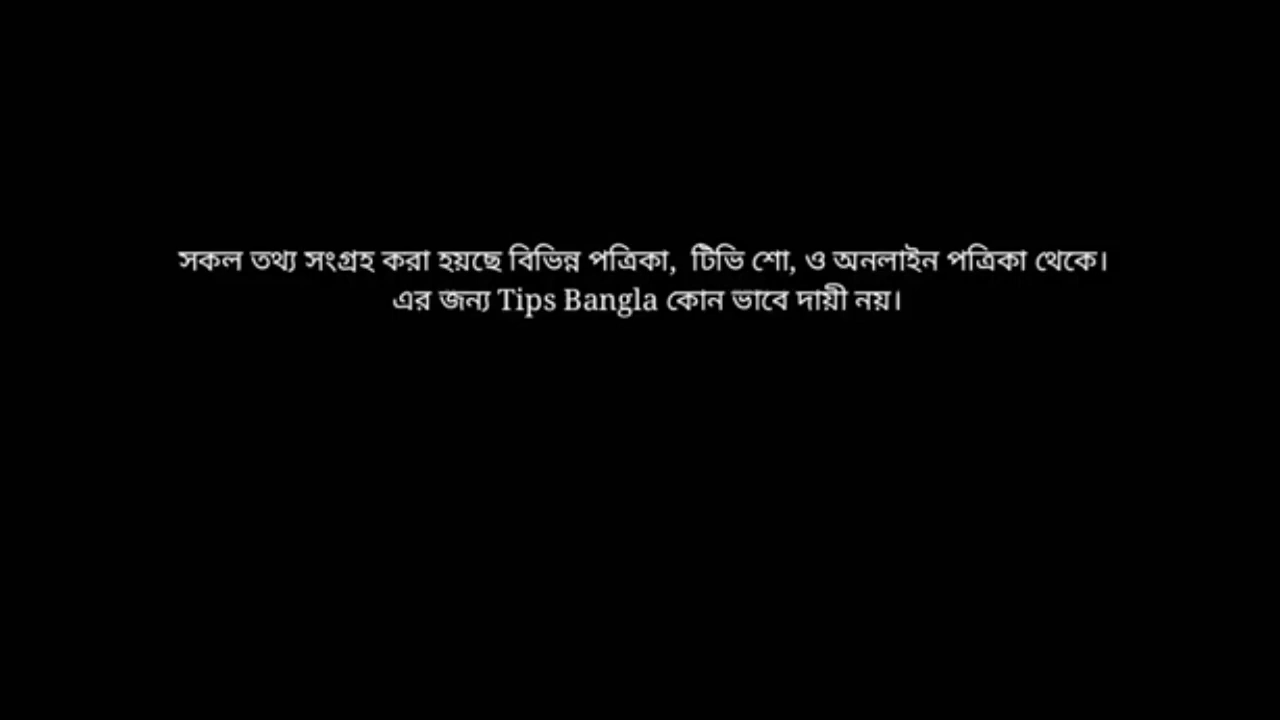 সকল তথ্য সংগ্রহ করা হয়ছে বিভিন্ন পত্রিকা,  টিভি শো, ও অনলাইন পত্রিকা থেকে।
এর জন্য Tips Bangla কোন ভাবে দায়ী নয়।